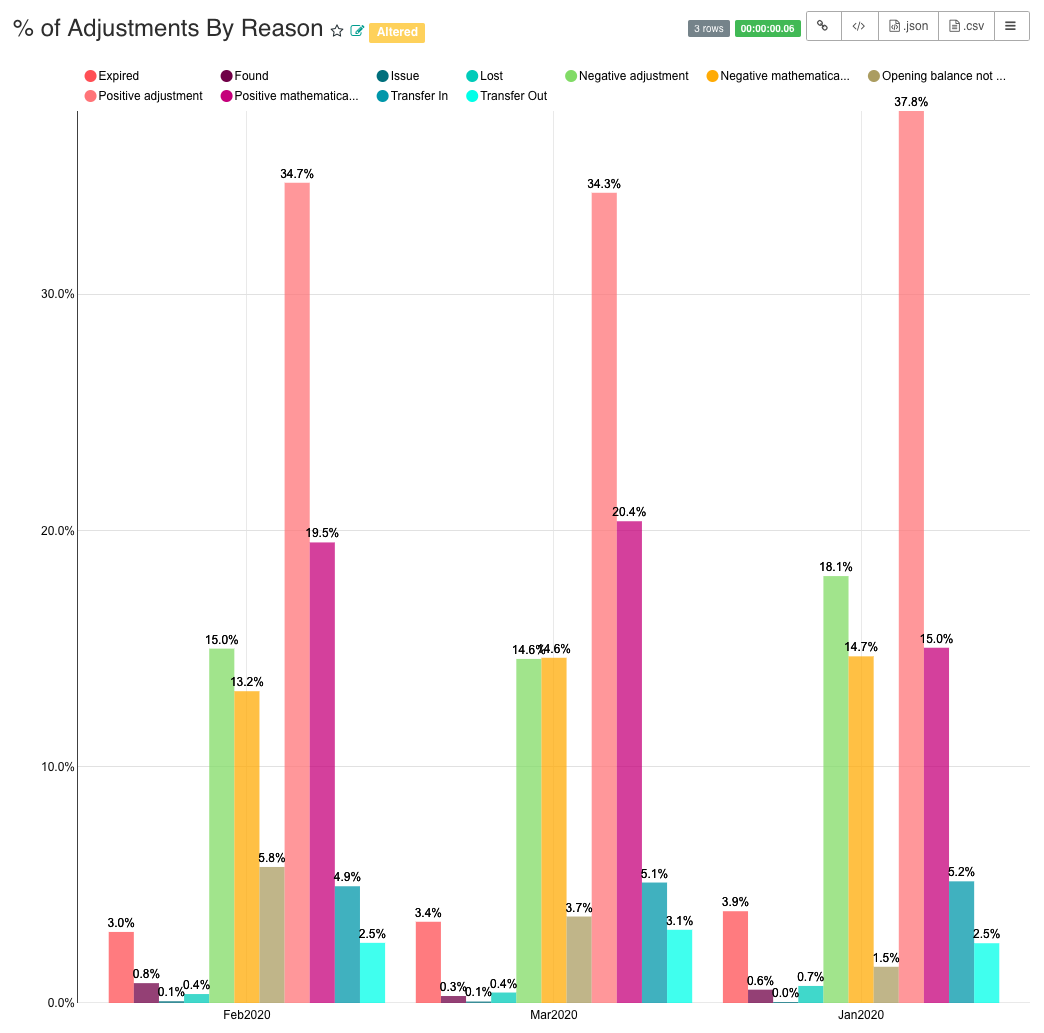 % of Adjustments By Reason Altered 3 rows 00:00:00.06 </> .json .csv
Expired Found Issue Lost Negative adjustment Negative mathematica... Opening balance not ...
Positive adjustment Positive mathematica... Transfer In Transfer Out
37.8%
34.7% 34.3%
30.0%
20.4%
20.0%
19.5%
18.1%
15.0% 14.6% 14.6% 14.7% 15.0%
13.2%
10.0%
5.8%
4.9% 5.1% 5.2%
3.0% 3.4% 3.7% 3.9%
2.5% 3.1% 2.5%
1.5%
0.8% 0.1% 0.4% 0.3% 0.1% 0.4% 0.6% 0.0% 0.7%
0.0%
Feb2020 Mar2020 Jan2020